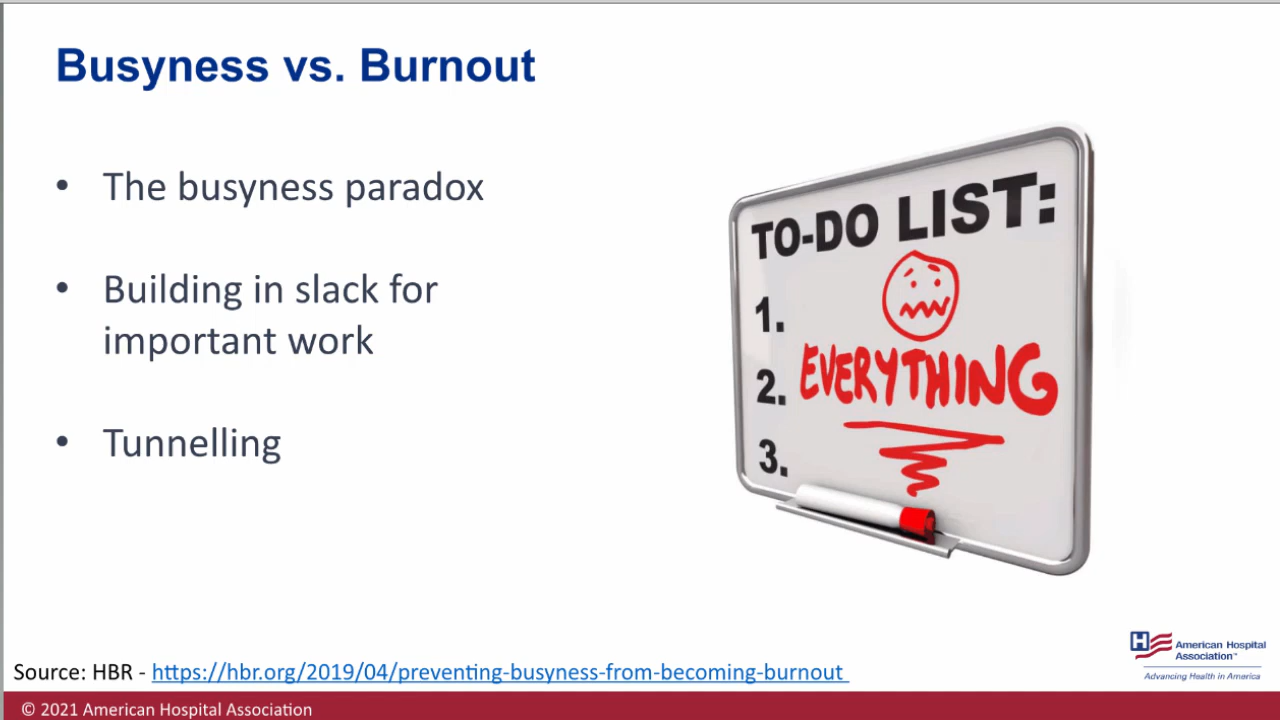 Busyness vs. Burnout
• The busyness paradox
• Building in slack for
important work
• Tunnelling
TO-DO LIST:
1.
2. EVERYTHING
3.
Source: HBR - https://hbr.org/2019/04/preventing-busyness-from-becoming-burnout
H American Hospital
Association™
Advancing Health in America
© 2021 American Hospital Association